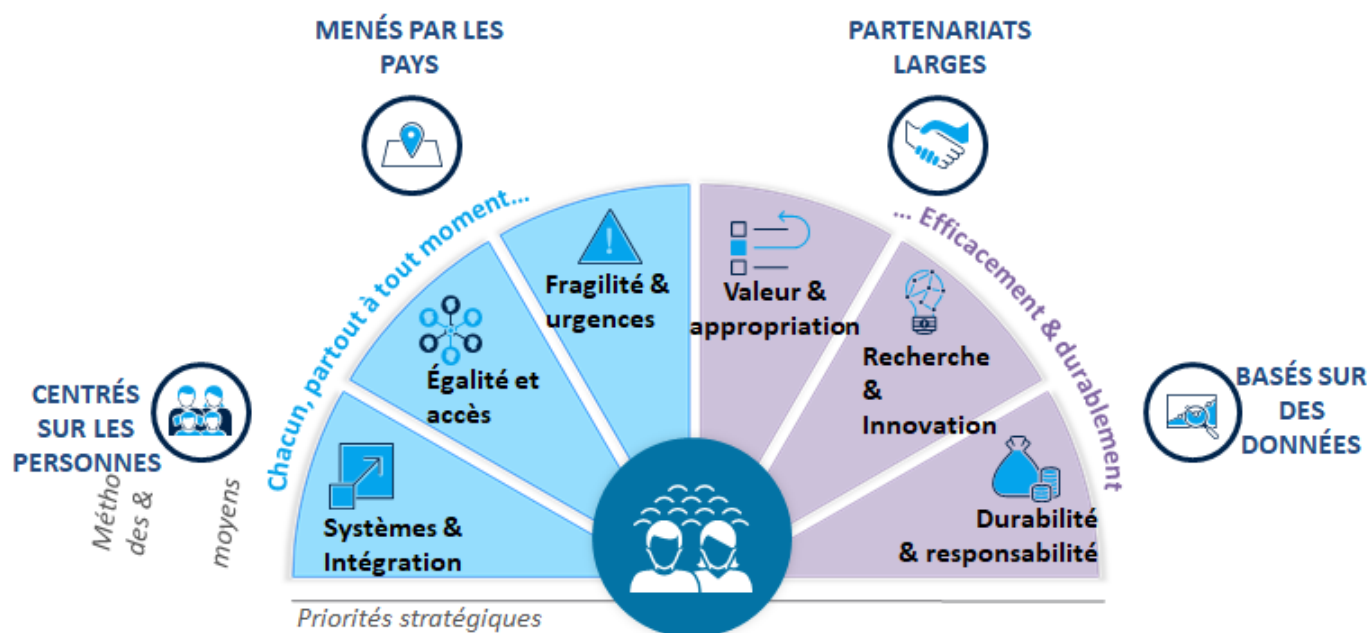 MENÉS PAR LES
PAYS
PARTENARIATS
LARGES
Chacun, partout à tout moment...
... Efficacement & durablement
Fragilité &
urgences
Valeur &
appropriation
Égalité et
accès
Recherche
&
Innovation
CENTRÉS
SUR LES
PERSONNES
BASÉS SUR
DES
DONNÉES
Métho
des &
moyens
Systèmes &
Intégration
Durabilité
& responsabilité
Priorités stratégiques